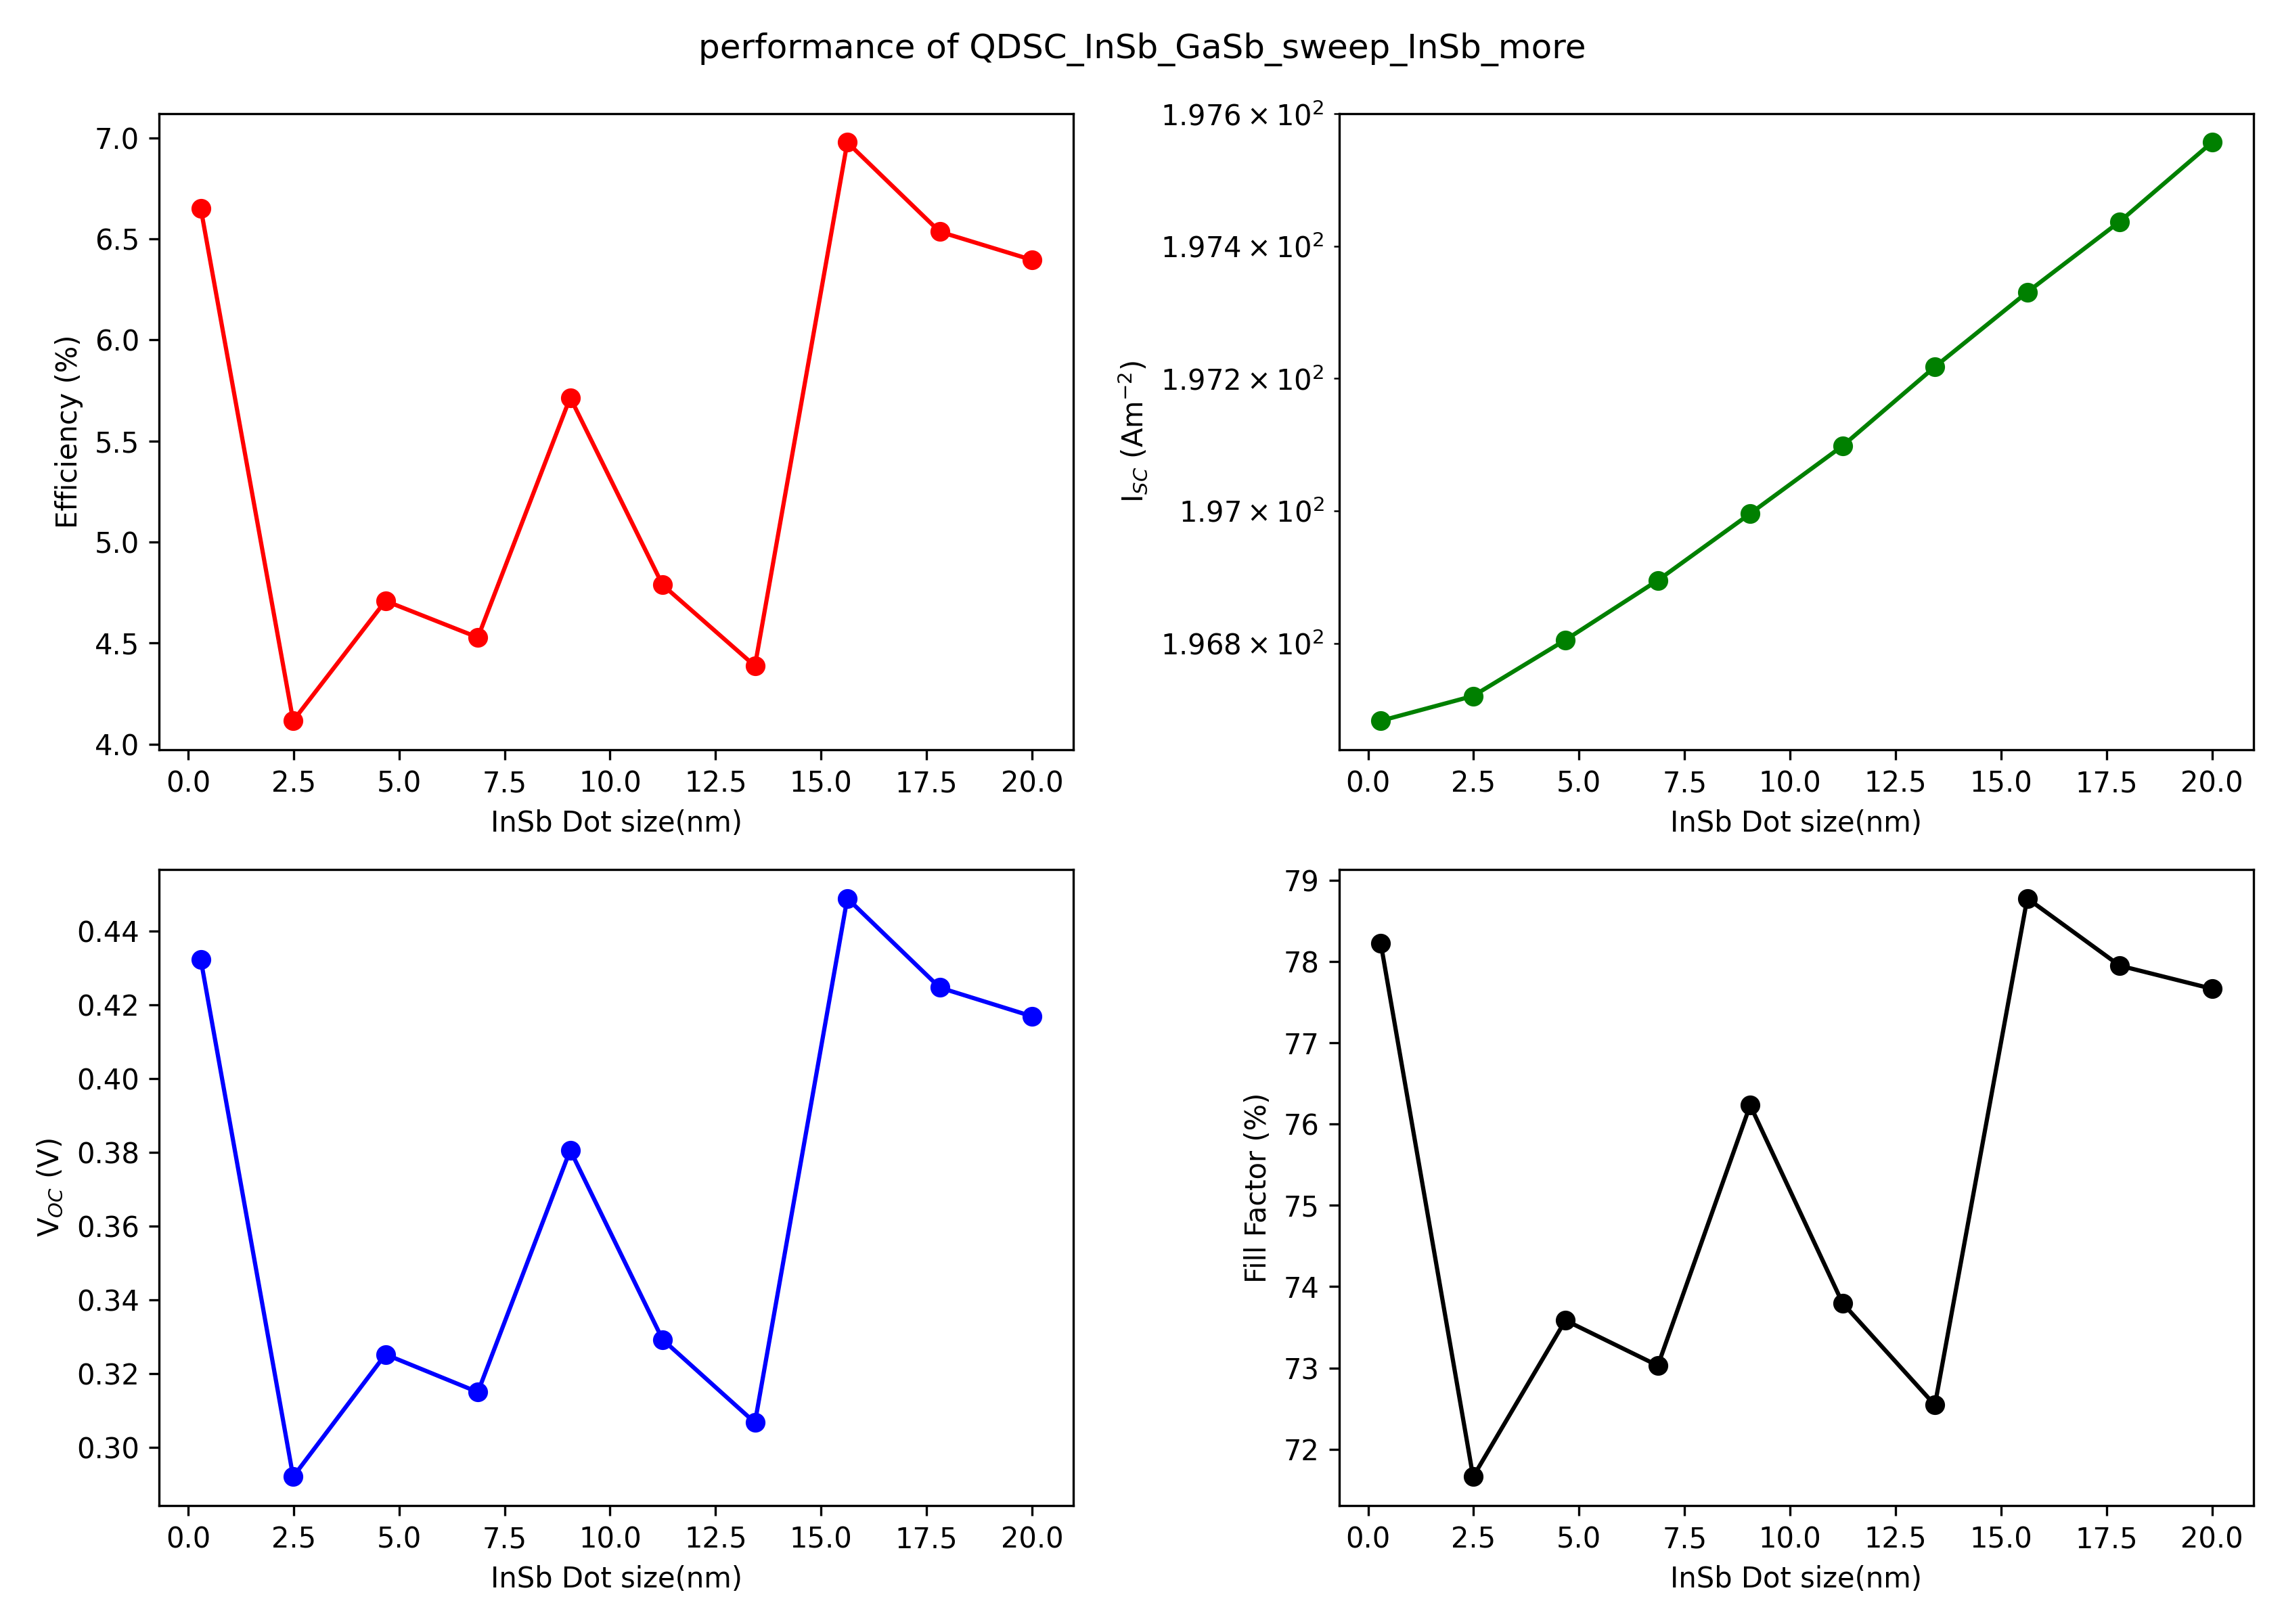 performance of QDSC_InSb_GaSb_sweep_InSb_more
Efficiency (%)
7.0
6.5
6.0
5.5
5.0
4.5
4.0
0.0 2.5 5.0 7.5 10.0 12.5 15.0 17.5 20.0
InSb Dot size(nm)
I_SC (Am⁻²)
1.976 × 10²
1.974 × 10²
1.972 × 10²
1.97 × 10²
1.968 × 10²
0.0 2.5 5.0 7.5 10.0 12.5 15.0 17.5 20.0
InSb Dot size(nm)
V_OC (V)
0.44
0.42
0.40
0.38
0.36
0.34
0.32
0.30
0.0 2.5 5.0 7.5 10.0 12.5 15.0 17.5 20.0
InSb Dot size(nm)
Fill Factor (%)
79
78
77
76
75
74
73
72
0.0 2.5 5.0 7.5 10.0 12.5 15.0 17.5 20.0
InSb Dot size(nm)